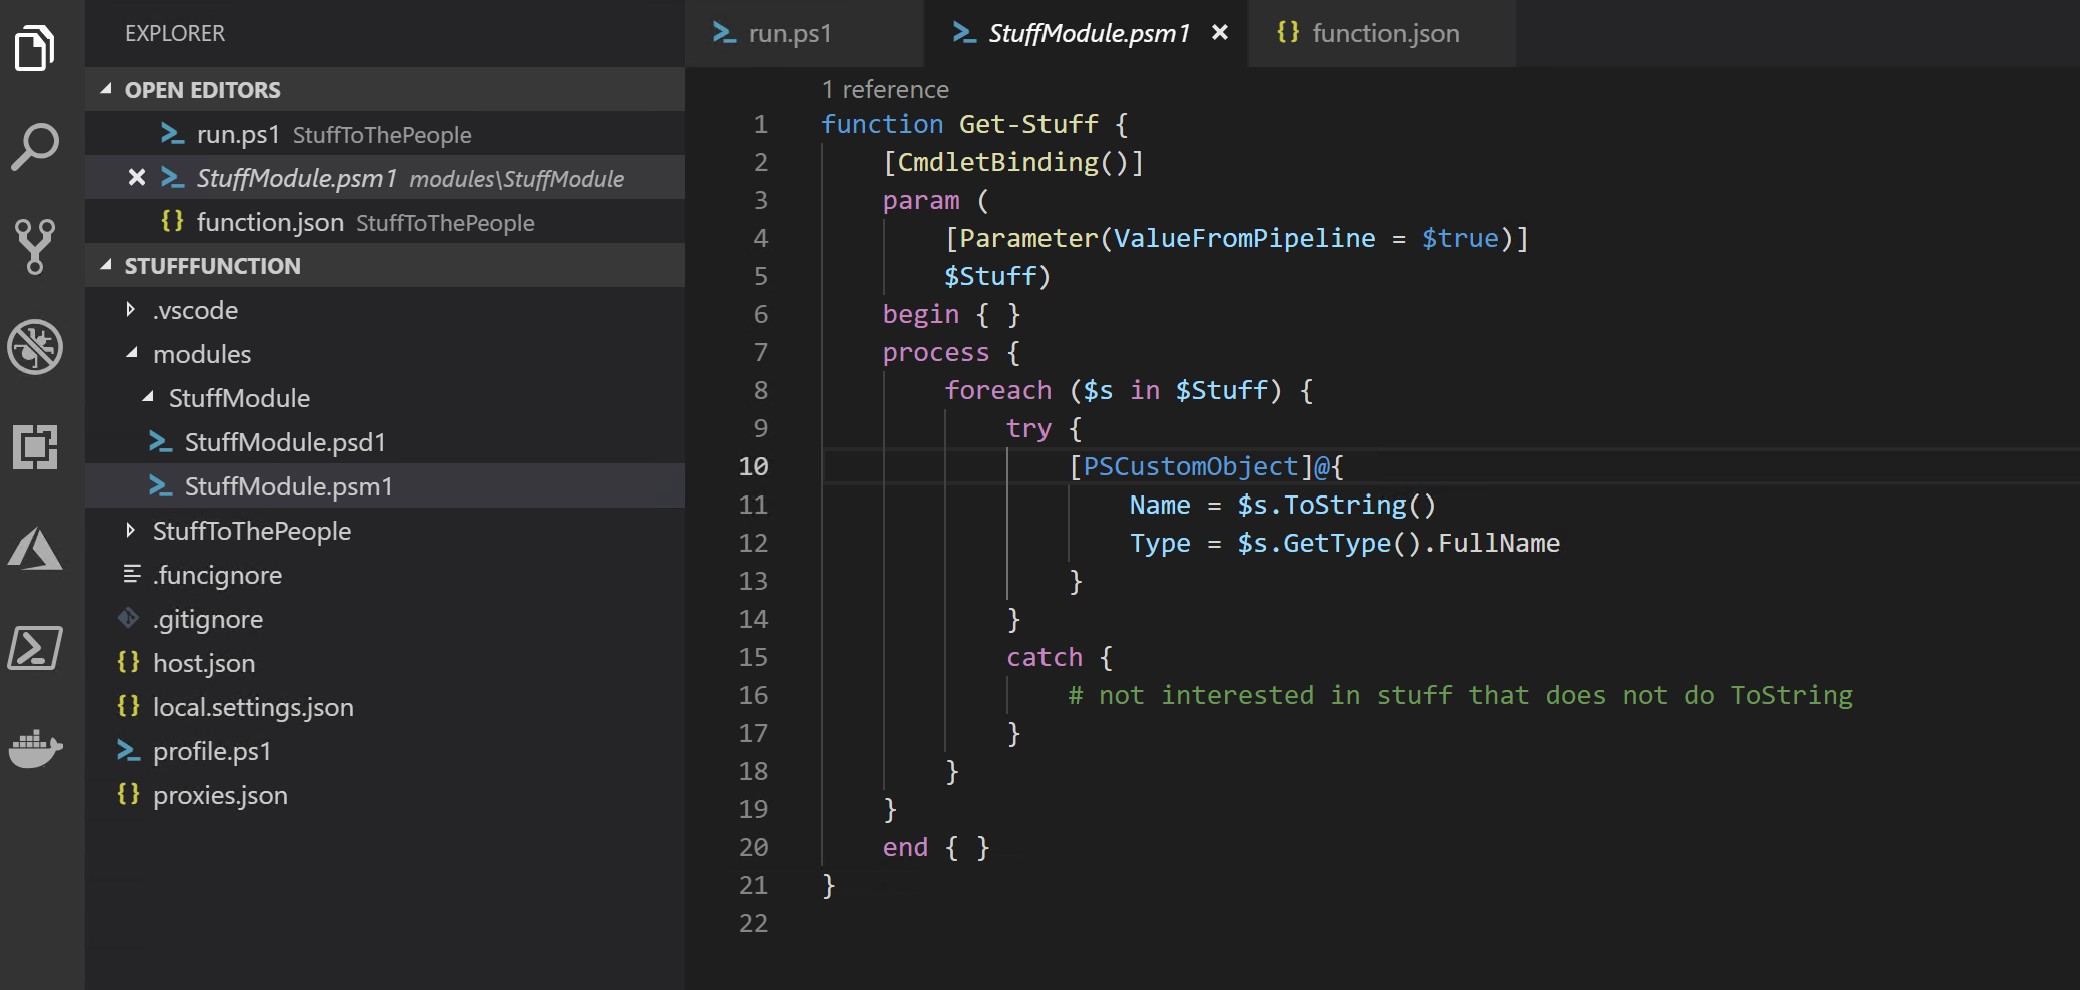 EXPLORER
OPEN EDITORS
run.ps1 StuffToThePeople
StuffModule.psm1 modules\StuffModule
function.json StuffToThePeople
STUFFFUNCTION
.vscode
modules
StuffModule
StuffModule.psd1
StuffModule.psm1
StuffToThePeople
.funcignore
.gitignore
host.json
local.settings.json
profile.ps1
proxies.json
run.ps1 StuffModule.psm1 function.json
1 reference
1 function Get-Stuff {
2     [CmdletBinding()]
3     param (
4         [Parameter(ValueFromPipeline = $true)]
5         $Stuff)
6     begin { }
7     process {
8         foreach ($s in $Stuff) {
9             try {
10                 [PSCustomObject]@{
11                     Name = $s.ToString()
12                     Type = $s.GetType().FullName
13                 }
14             }
15             catch {
16                 # not interested in stuff that does not do ToString
17             }
18         }
19     }
20     end { }
21 }
22